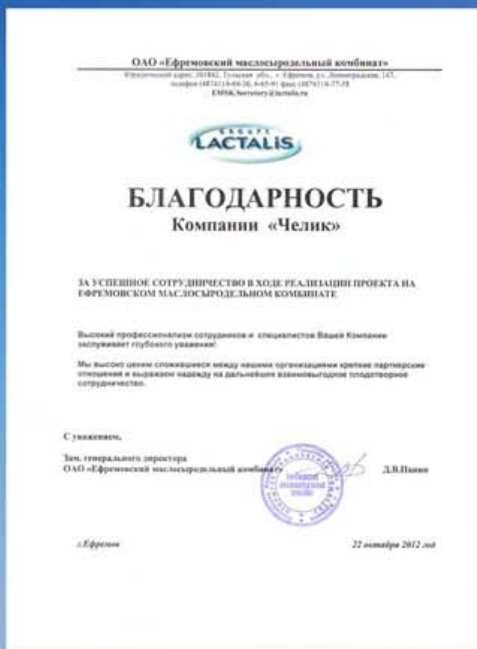 ОАО «Ефремовский маслосыродельный комбинат»
Юридический адрес: 301842, Тульская обл., г. Ефремов, ул. Ленинградская, 147,
EMSK.Secretary@lactalis.ru
GROUPE
LACTALIS
БЛАГОДАРНОСТЬ
Компании «Челик»
ЗА УСПЕШНОЕ СОТРУДНИЧЕСТВО В ХОДЕ РЕАЛИЗАЦИИ ПРОЕКТА НА
ЕФРЕМОВСКОМ МАСЛОСЫРОДЕЛЬНОМ КОМБИНАТЕ
Высокий профессионализм сотрудников и специалистов Вашей Компании
заслуживает глубокого уважения!
Мы высоко ценим сложившиеся между нашими организациями крепкие партнерские
отношения и выражаем надежду на дальнейшее взаимовыгодное плодотворное
сотрудничество.
С уважением,
Зам. генерального директора
ОАО «Ефремовский маслосыродельный комбинат»
Д.В.Панин
г.Ефремов
22 октября 2012 год